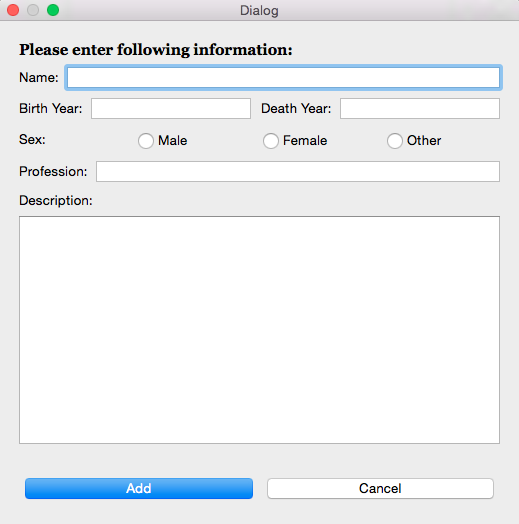 Dialog
Please enter following information:
Name:
Birth Year: Death Year:
Sex: Male Female Other
Profession:
Description:
Add Cancel